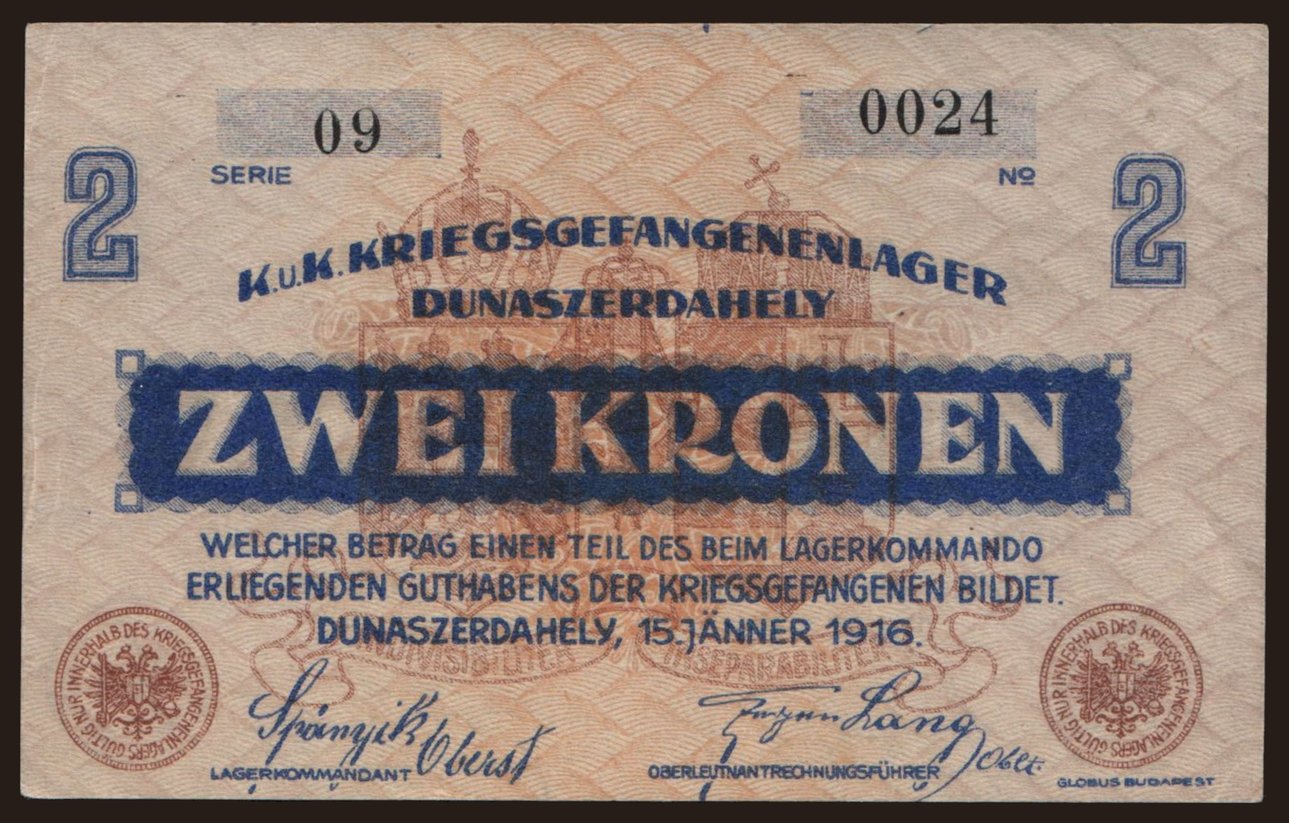 09
0024
SERIE
No
2
2
K.u.K. KRIEGSGEFANGENENLAGER
DUNASZERDAHELY
ZWEI KRONEN
WELCHER BETRAG EINEN TEIL DES BEIM LAGERKOMMANDO
ERLIEGENDEN GUTHABENS DER KRIEGSGEFANGENEN BILDET.
DUNASZERDAHELY, 15. JÄNNER 1916.
INDIVISIBILITER INSEPARABILITER
GÜLTIG NUR INNERHALB DES KRIEGSGEFANGENENLAGERS
GÜLTIG NUR INNERHALB DES KRIEGSGEFANGENENLAGERS
Spányik Oberst
Lang Oblt.
LAGERKOMMANDANT
OBERLEUTNANTRECHNUNGSFÜHRER
GLOBUS BUDAPEST